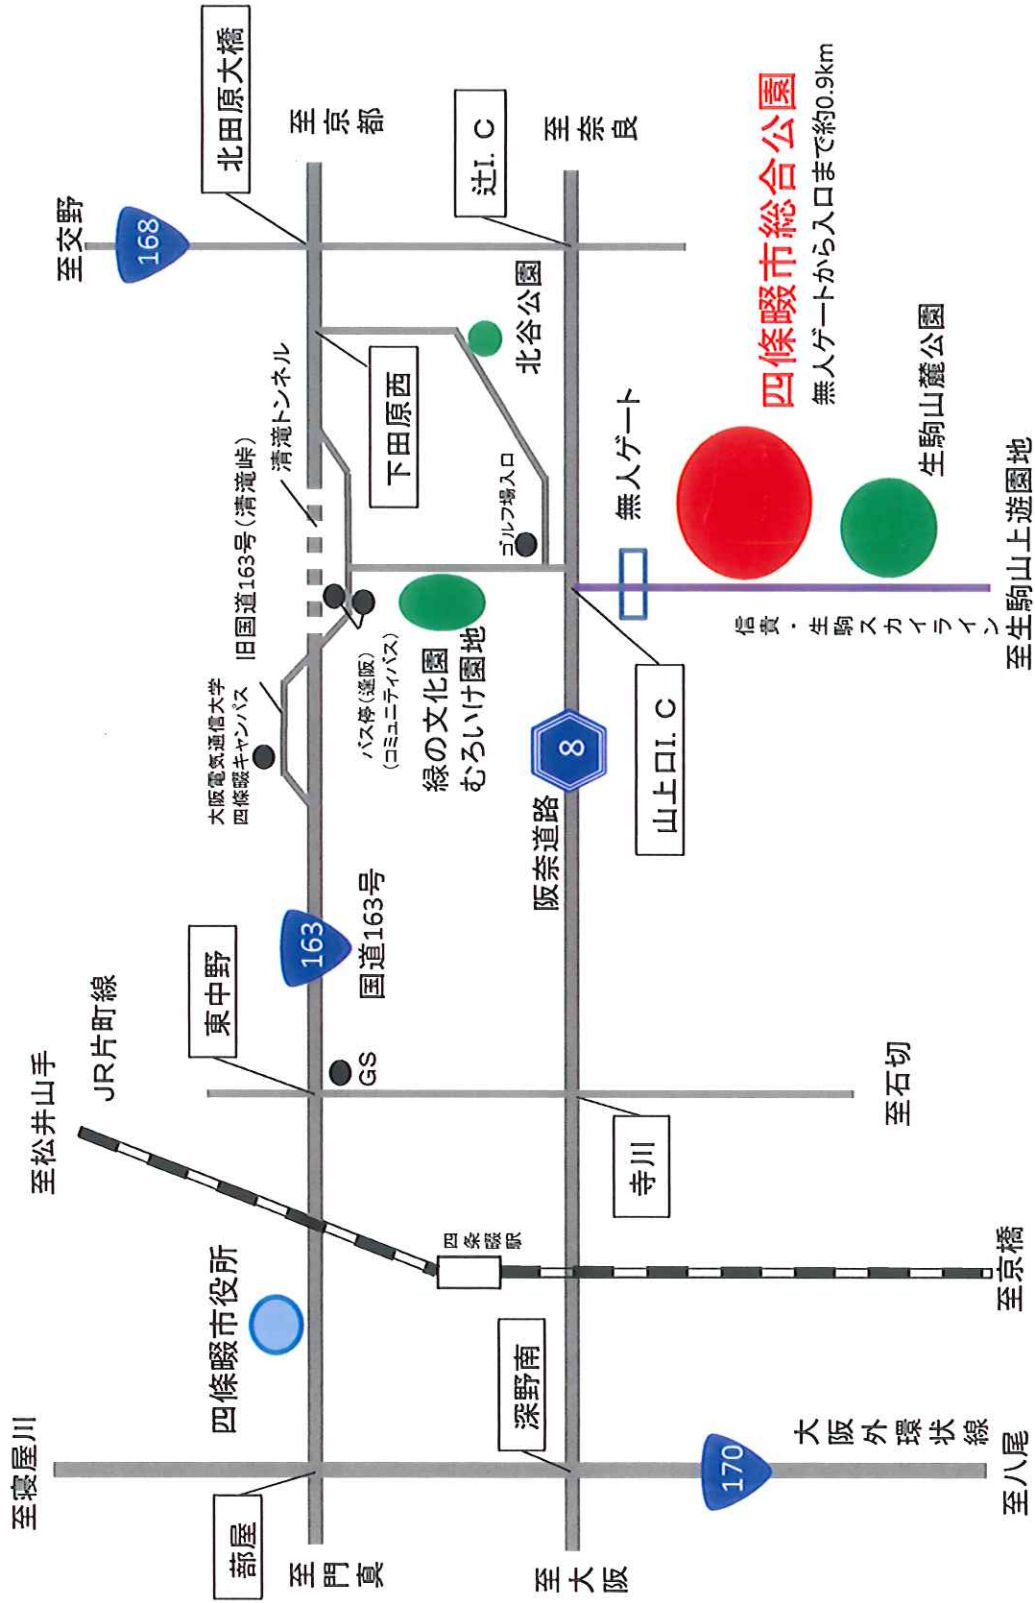 至寝屋川
四條畷市役所
蔀屋
至門真
至大阪
深野南
170
大阪外環状線
至八尾
至松井山手
JR片町線
四条畷駅
至京橋
東中野
GS
寺川
至石切
163
国道163号
阪奈道路
8
大阪電気通信大学
四條畷キャンパス
旧国道163号(清滝峠)
清滝トンネル
バス停(逢阪)
(コミュニティバス)
緑の文化園
むろいけ園地
山上口I.C
ゴルフ場入口
無人ゲート
信貴・生駒スカイライン
至生駒山上遊園地
下田原西
北谷公園
至交野
168
北田原大橋
至京都
辻I.C
至奈良
四條畷市総合公園
無人ゲートから入口まで約0.9km
生駒山麓公園